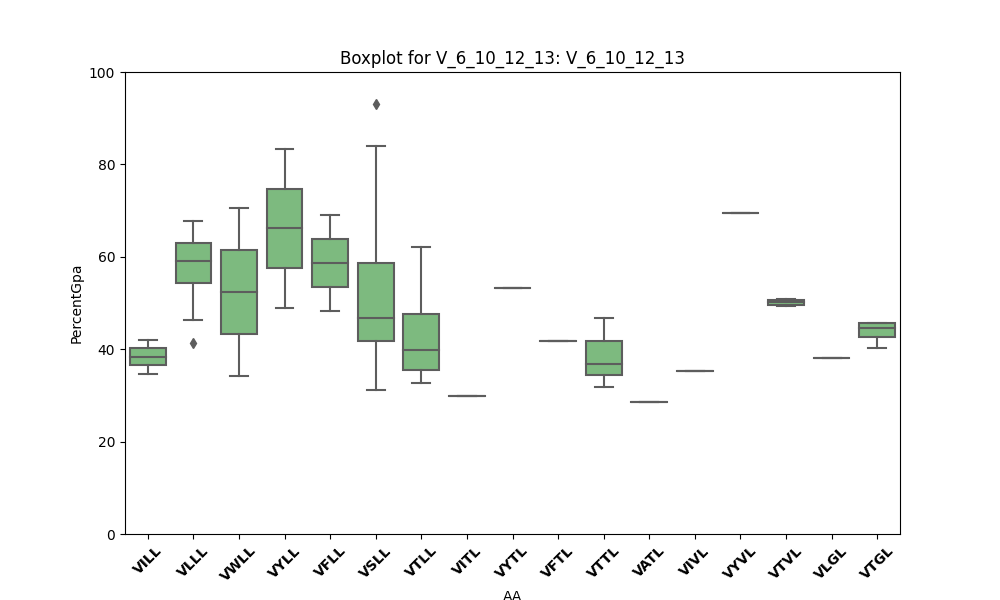 Boxplot for V_6_10_12_13: V_6_10_12_13
100
80
60
40
20
0
PercentGpa
VILL VLLL VWLL VYLL VFLL VSLL VTLL VITL VYTL VFTL VTTL VATL VIVL VYVL VTVL VLGL VTGL
AA